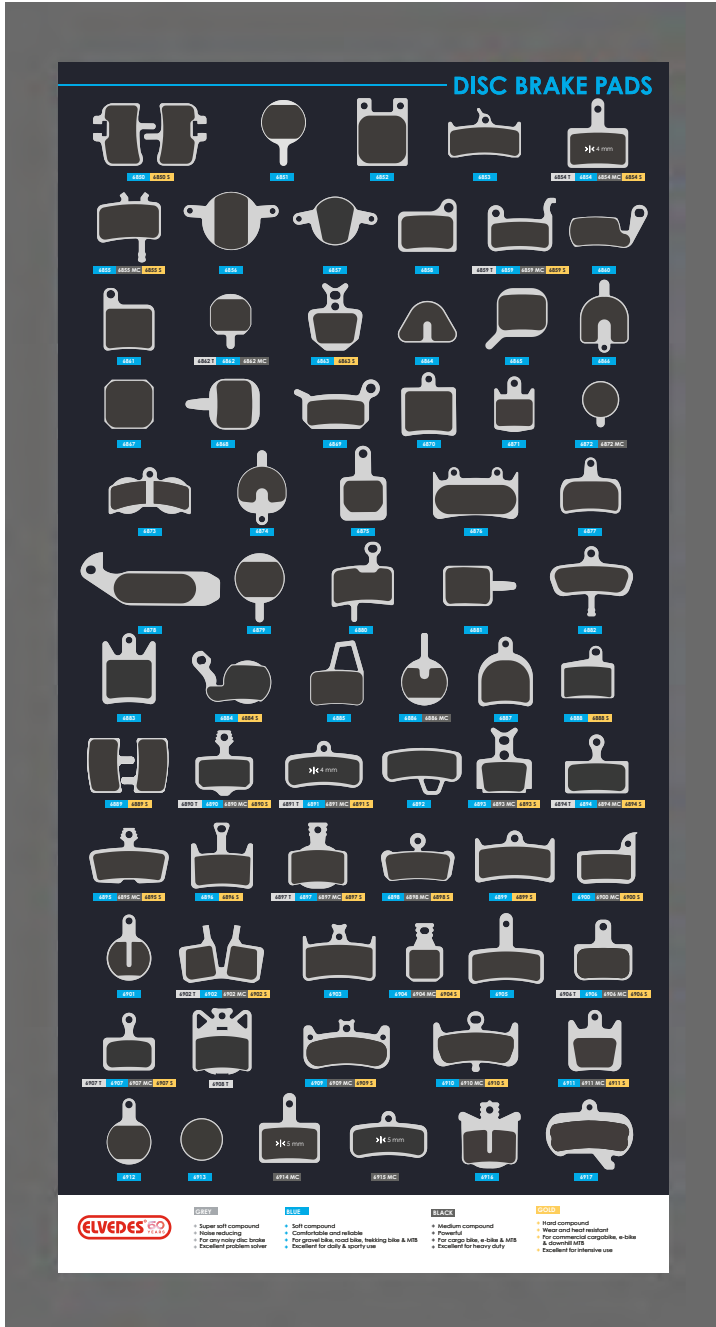 DISC BRAKE PADS
6850 6850 S
6851
6852
6853
4 mm
6854 T 6854 6854 MC 6854 S
6855 6855 MC 6855 S
6856
6857
6858
6859 T 6859 6859 MC 6859 S
6860
6861
6862 T 6862 6862 MC
6863 6863 S
6864
6865
6866
6867
6868
6869
6870
6871
6872 MC
6873
6874
6875
6876
6877
6878
6879
6880
6881
6882
6883
6884 6884 S
6885
6886 6886 MC
6887
6888 6888 S
6889 6889 S
6890 T 6890 6890 MC 6890 S
4 mm
6891 T 6891 6891 MC 6891 S
6892
6893 6893 MC 6893 S
6894 T 6894 6894 MC 6894 S
6895 6895 MC 6895 S
6896 6896 S
6897 T 6897 6897 MC 6897 S
6898 6898 MC 6898 S
6899 6899 S
6900 6900 MC 6900 S
6901
6902 T 6902 6902 MC 6902 S
6903
6904 6904 MC 6904 S
6905
6906 T 6906 6906 MC 6906 S
6907 T 6907 6907 MC 6907 S
6908 T
6909 6909 MC 6909 S
6910 6910 MC 6910 S
6911 6911 MC 6911 S
6912
6913
5 mm
6914 MC
5 mm
6915 MC
6916
6917
ELVEDES 60 YEARS
GREY
+ Super soft compound
+ Noise reducing
+ For any noisy disc brake
+ Excellent problem solver
BLUE
+ Soft compound
+ Comfortable and reliable
+ For gravel bike, road bike, trekking bike & MTB
+ Excellent for daily & sporty use
BLACK
+ Medium compound
+ Powerful
+ For cargo bike, e-bike & MTB
+ Excellent for heavy duty
GOLD
+ Hard compound
+ Wear and heat resistant
+ For commercial cargobike, e-bike
& downhill MTB
+ Excellent for intensive use